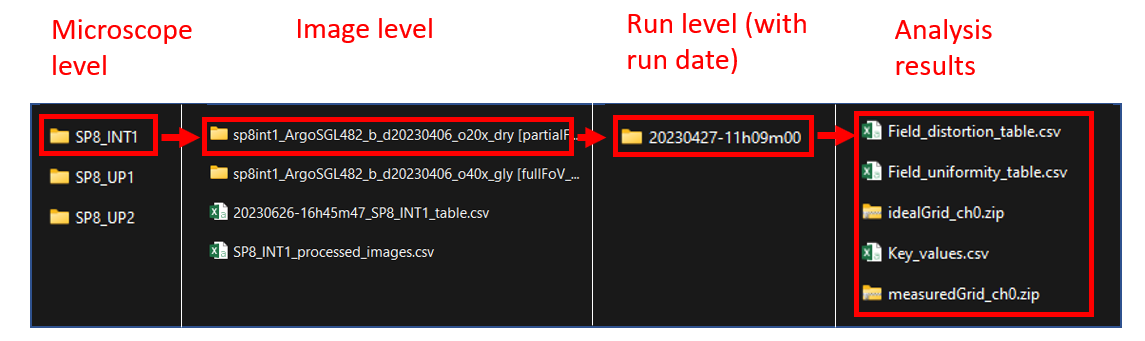 Microscope
level
Image level
Run level (with
run date)
Analysis
results
SP8_INT1
SP8_UP1
SP8_UP2
sp8int1_ArgoSGL482_b_d20230406_o20x_dry [partialF...
sp8int1_ArgoSGL482_b_d20230406_o40x_gly [fullFoV_...
20230626-16h45m47_SP8_INT1_table.csv
SP8_INT1_processed_images.csv
20230427-11h09m00
Field_distortion_table.csv
Field_uniformity_table.csv
idealGrid_ch0.zip
Key_values.csv
measuredGrid_ch0.zip